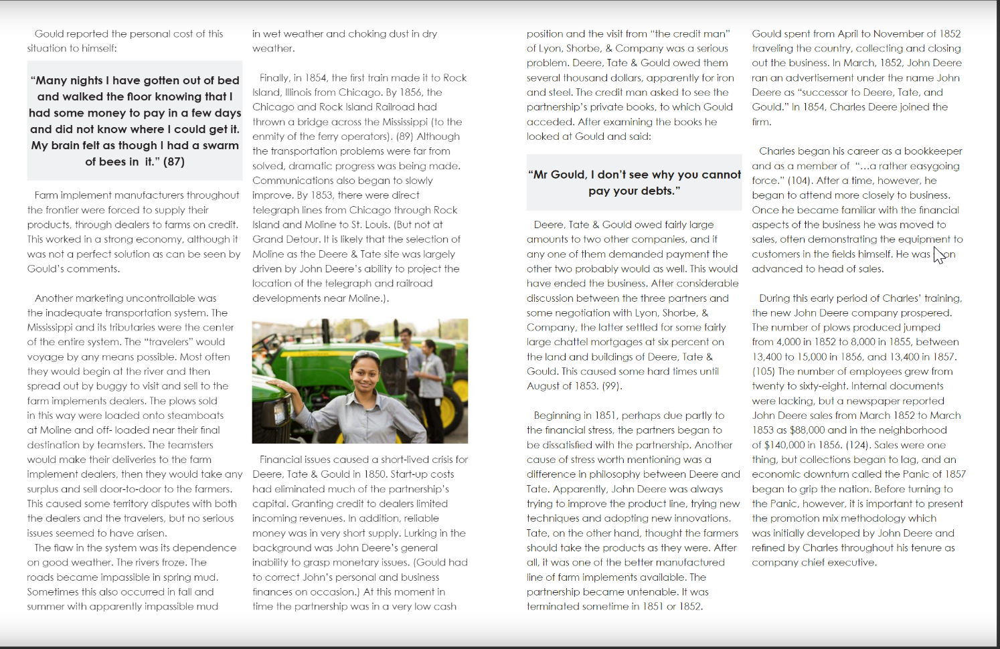 Gould reported the personal cost of this
situation to himself:
“Many nights I have gotten out of bed
and walked the floor knowing that I
had some money to pay in a few days
and did not know where I could get it.
My brain felt as though I had a swarm
of bees in it.” (87)
Farm implement manufacturers throughout
the frontier were forced to supply their
products, through dealers to farms on credit.
This worked in a strong economy, although it
was not a perfect solution as can be seen by
Gould’s comments.
Another marketing uncontrollable was
the inadequate transportation system. The
Mississippi and its tributaries were the center
of the entire system. The “travelers” would
voyage by any means possible. Most often
they would begin at the river and then
spread out by buggy to visit and sell to the
farm implements dealers. The plows sold
in this way were loaded onto steamboats
at Moline and off- loaded near their final
destination by teamsters. The teamsters
would make their deliveries to the farm
implement dealers, then they would take any
surplus and sell door-to-door to the farmers.
This caused some territory disputes with both
the dealers and the travelers, but no serious
issues seemed to have arisen.
The flaw in the system was its dependence
on good weather. The rivers froze. The
roads became impassible in spring mud.
Sometimes this also occurred in fall and
summer with apparently impassible mud
in wet weather and choking dust in dry
weather.
Finally, in 1854, the first train made it to Rock
Island, Illinois from Chicago. By 1856, the
Chicago and Rock Island Railroad had
thrown a bridge across the Mississippi (to the
enmity of the ferry operators). (89) Although
the transportation problems were far from
solved, dramatic progress was being made.
Communications also began to slowly
improve. By 1853, there were direct
telegraph lines from Chicago through Rock
Island and Moline to St. Louis. (But not at
Grand Detour. It is likely that the selection of
Moline as the Deere & Tate site was largely
driven by John Deere’s ability to project the
location of the telegraph and railroad
developments near Moline.).
Financial issues caused a short-lived crisis for
Deere, Tate & Gould in 1850. Start-up costs
had eliminated much of the partnership’s
capital. Granting credit to dealers limited
incoming revenues. In addition, reliable
money was in very short supply. Lurking in the
background was John Deere’s general
inability to grasp monetary issues. (Gould had
to correct John’s personal and business
finances on occasion.) At this moment in
time the partnership was in a very low cash
position and the visit from “the credit man”
of Lyon, Shorbe, & Company was a serious
problem. Deere, Tate & Gould owed them
several thousand dollars, apparently for iron
and steel. The credit man asked to see the
partnership’s private books, to which Gould
acceded. After examining the books he
looked at Gould and said:
“Mr Gould, I don’t see why you cannot
pay your debts.”
Deere, Tate & Gould owed fairly large
amounts to two other companies, and if
any one of them demanded payment the
other two probably would as well. This would
have ended the business. After considerable
discussion between the three partners and
some negotiation with Lyon, Shorbe, &
Company, the latter settled for some fairly
large chattel mortgages at six percent on
the land and buildings of Deere, Tate &
Gould. This caused some hard times until
August of 1853. (99).
Beginning in 1851, perhaps due partly to
the financial stress, the partners began to
be dissatisfied with the partnership. Another
cause of stress worth mentioning was a
difference in philosophy between Deere and
Tate. Apparently, John Deere was always
trying to improve the product line, trying new
techniques and adopting new innovations.
Tate, on the other hand, thought the farmers
should take the products as they were. After
all, it was one of the better manufactured
line of farm implements available. The
partnership became untenable. It was
terminated sometime in 1851 or 1852.
Gould spent from April to November of 1852
traveling the country, collecting and closing
out the business. In March, 1852, John Deere
ran an advertisement under the name John
Deere as “successor to Deere, Tate, and
Gould.” In 1854, Charles Deere joined the
firm.
Charles began his career as a bookkeeper
and as a member of “...a rather easygoing
force.” (104). After a time, however, he
began to attend more closely to business.
Once he became familiar with the financial
aspects of the business he was moved to
sales, often demonstrating the equipment to
customers in the fields himself. He was
advanced to head of sales.
During this early period of Charles’ training,
the new John Deere company prospered.
The number of plows produced jumped
from 4,000 in 1852 to 8,000 in 1855, between
13,400 to 15,000 in 1856, and 13,400 in 1857.
(105) The number of employees grew from
twenty to sixty-eight. Internal documents
were lacking, but a newspaper reported
John Deere sales from March 1852 to March
1853 as $88,000 and in the neighborhood
of $140,000 in 1856. (124). Sales were one
thing, but collections began to lag, and an
economic downturn called the Panic of 1857
began to grip the nation. Before turning to
the Panic, however, it is important to present
the promotion mix methodology which
was initially developed by John Deere and
refined by Charles throughout his tenure as
company chief executive.